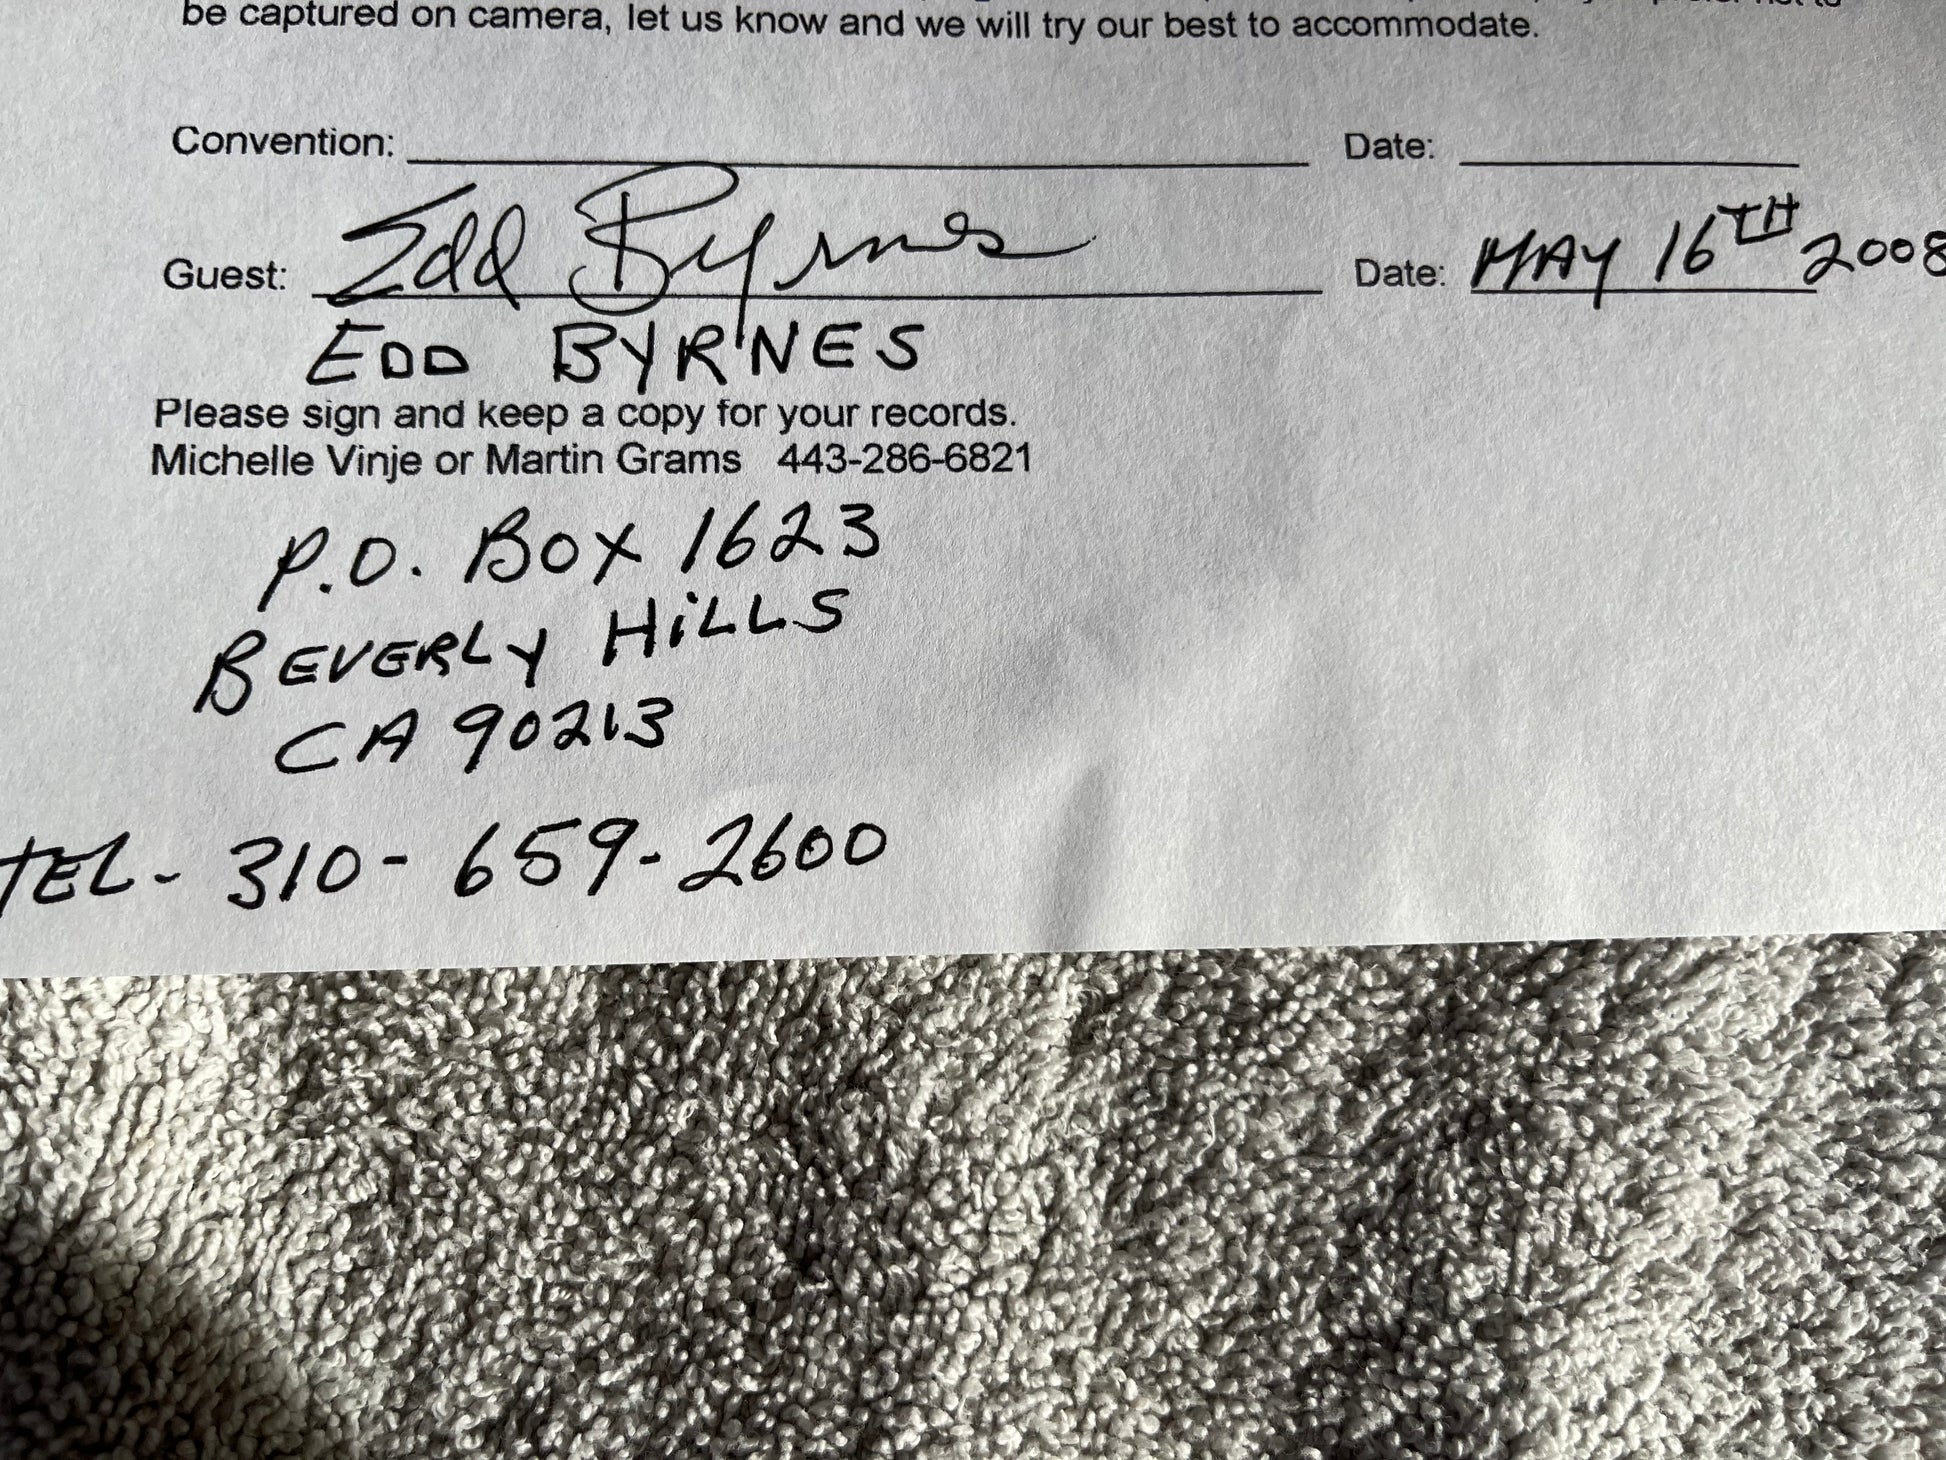 be captured on camera, let us know and we will try our best to accommodate.
Convention: Date:
Guest: Edd Byrnes Date: MAY 16TH 2008
EDD BYRNES
Please sign and keep a copy for your records.
Michelle Vinje or Martin Grams 443-286-6821
P.O. BOX 1623
BEVERLY HiLLS
CA 90213
TEL- 310-659-2600